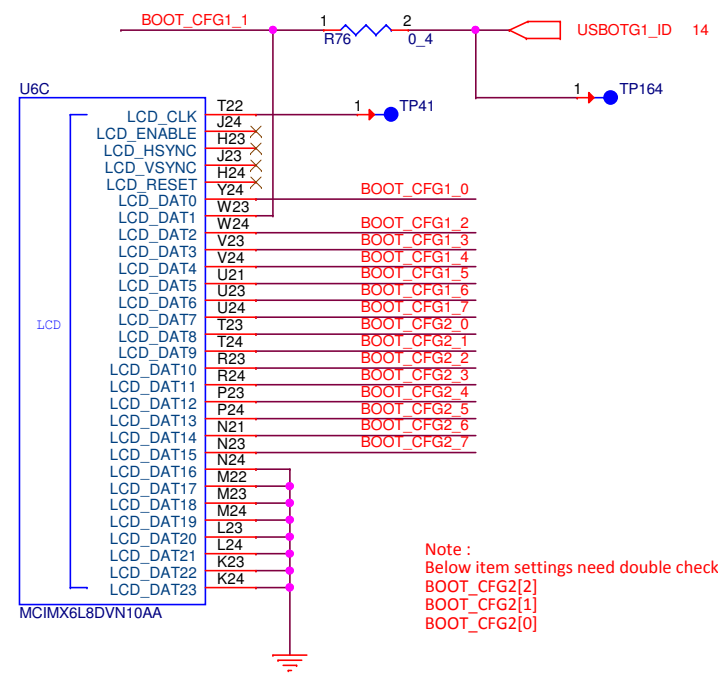 BOOT_CFG1_1 1 2 USBOTG1_ID 14
R76 0_4
U6C 1 TP164
LCD_CLK T22 1 TP41
LCD_ENABLE J24
LCD_HSYNC H23
LCD_VSYNC J23
LCD_RESET H24
LCD_DAT0 Y24 BOOT_CFG1_0
LCD_DAT1 W23
LCD_DAT2 W24 BOOT_CFG1_2
LCD_DAT3 V23 BOOT_CFG1_3
LCD_DAT4 V24 BOOT_CFG1_4
LCD_DAT5 U21 BOOT_CFG1_5
LCD_DAT6 U23 BOOT_CFG1_6
LCD_DAT7 U24 BOOT_CFG1_7
LCD LCD_DAT8 T23 BOOT_CFG2_0
LCD_DAT9 T24 BOOT_CFG2_1
LCD_DAT10 R23 BOOT_CFG2_2
LCD_DAT11 R24 BOOT_CFG2_3
LCD_DAT12 P23 BOOT_CFG2_4
LCD_DAT13 P24 BOOT_CFG2_5
LCD_DAT14 N21 BOOT_CFG2_6
LCD_DAT15 N23 BOOT_CFG2_7
LCD_DAT16 N24
LCD_DAT17 M22
LCD_DAT18 M23
LCD_DAT19 M24
LCD_DAT20 L23
LCD_DAT21 L24
LCD_DAT22 K23
LCD_DAT23 K24
MCIMX6L8DVN10AA
Note :
Below item settings need double check
BOOT_CFG2[2]
BOOT_CFG2[1]
BOOT_CFG2[0]